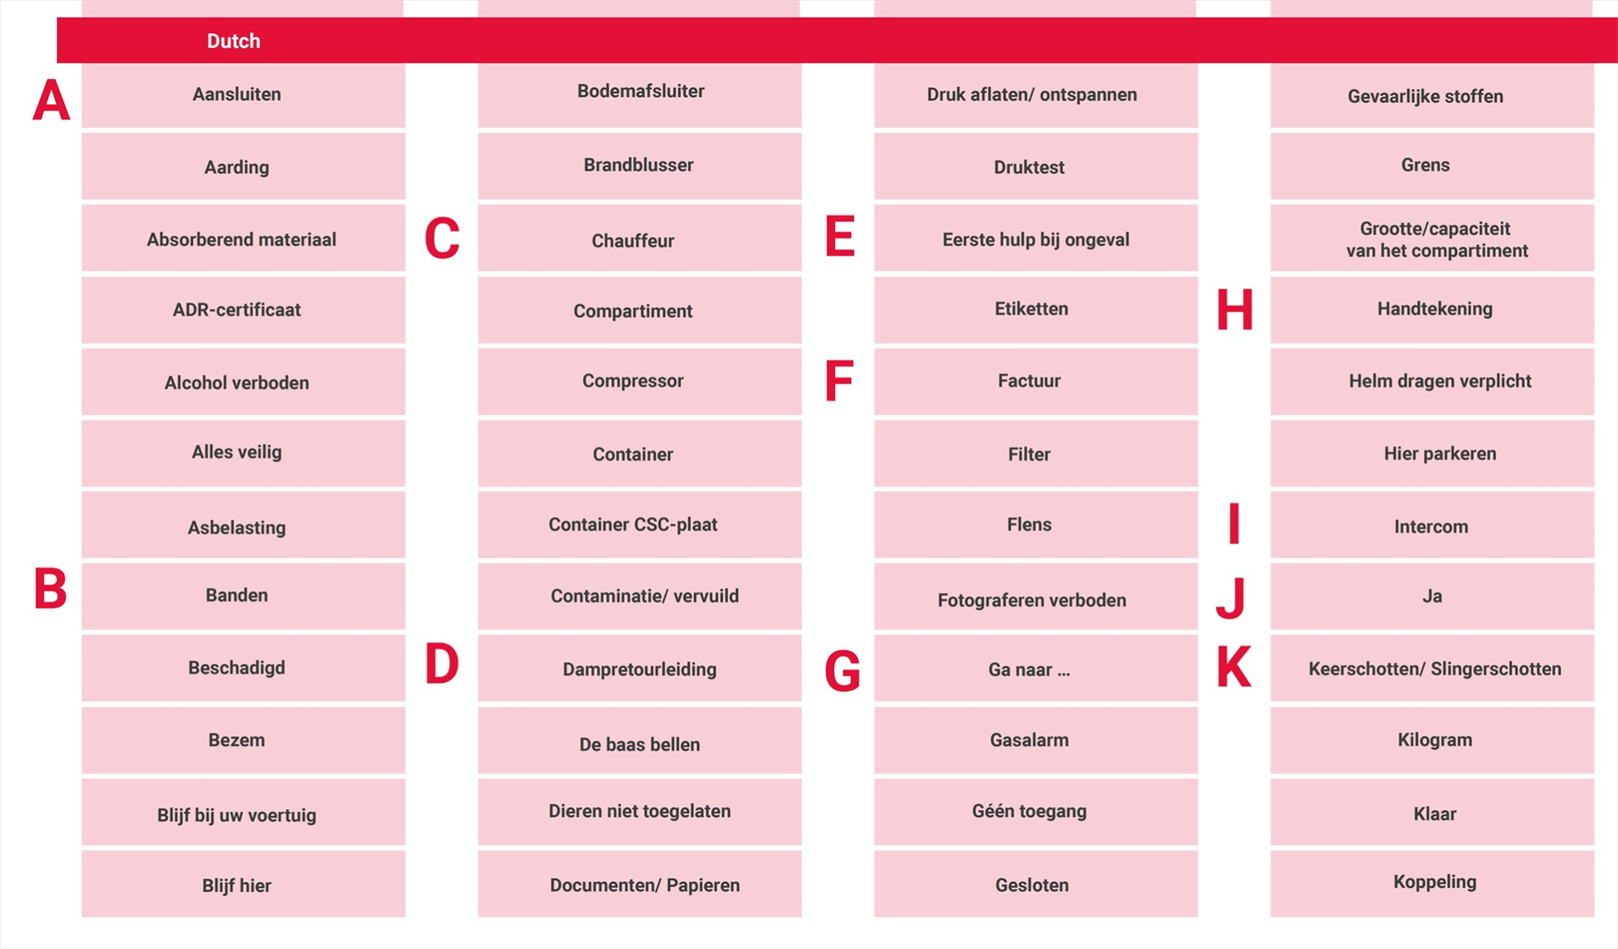 Dutch
A
Aansluiten
Aarding
Absorberend materiaal
ADR-certificaat
Alcohol verboden
Alles veilig
Asbelasting
B
Banden
Beschadigd
Bezem
Blijf bij uw voertuig
Blijf hier
Bodemafsluiter
Brandblusser
C
Chauffeur
Compartiment
Compressor
Container
Container CSC-plaat
Contaminatie/ vervuild
D
Dampretourleiding
De baas bellen
Dieren niet toegelaten
Documenten/ Papieren
Druk aflaten/ ontspannen
Druktest
E
Eerste hulp bij ongeval
Etiketten
F
Factuur
Filter
Flens
Fotograferen verboden
G
Ga naar ...
Gasalarm
Géén toegang
Gesloten
Gevaarlijke stoffen
Grens
Grootte/capaciteit
van het compartiment
H
Handtekening
Helm dragen verplicht
Hier parkeren
I
Intercom
J
Ja
K
Keerschotten/ Slingerschotten
Kilogram
Klaar
Koppeling